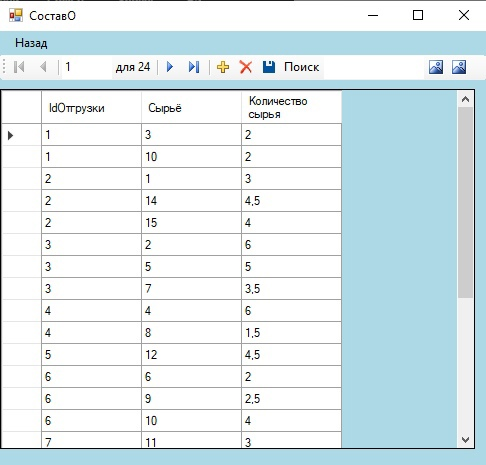 СоставО
Назад
1 для 24 Поиск
IdОтгрузки Сырьё Количество
сырья
1 3 2
1 10 2
2 1 3
2 14 4,5
2 15 4
3 2 6
3 5 5
3 7 3,5
4 4 6
4 8 1,5
5 12 4,5
6 6 2
6 9 2,5
6 10 4
7 11 3